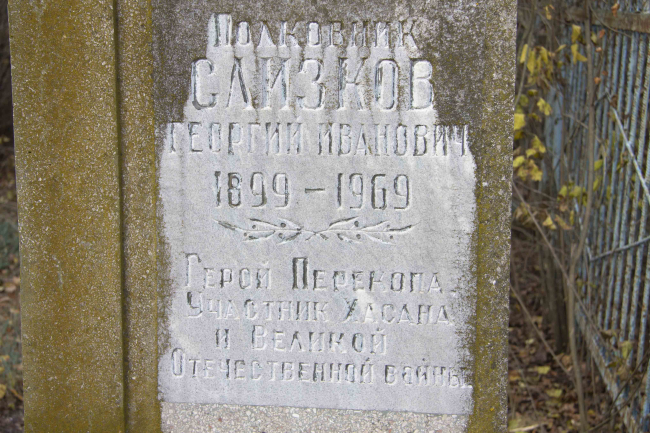 Полковник
СЛИЗКОВ
ГЕОРГИЙ ИВАНОВИЧ
1899 – 1969
Герой Перекопа
Участник Хасана
и Великой
Отечественной войны